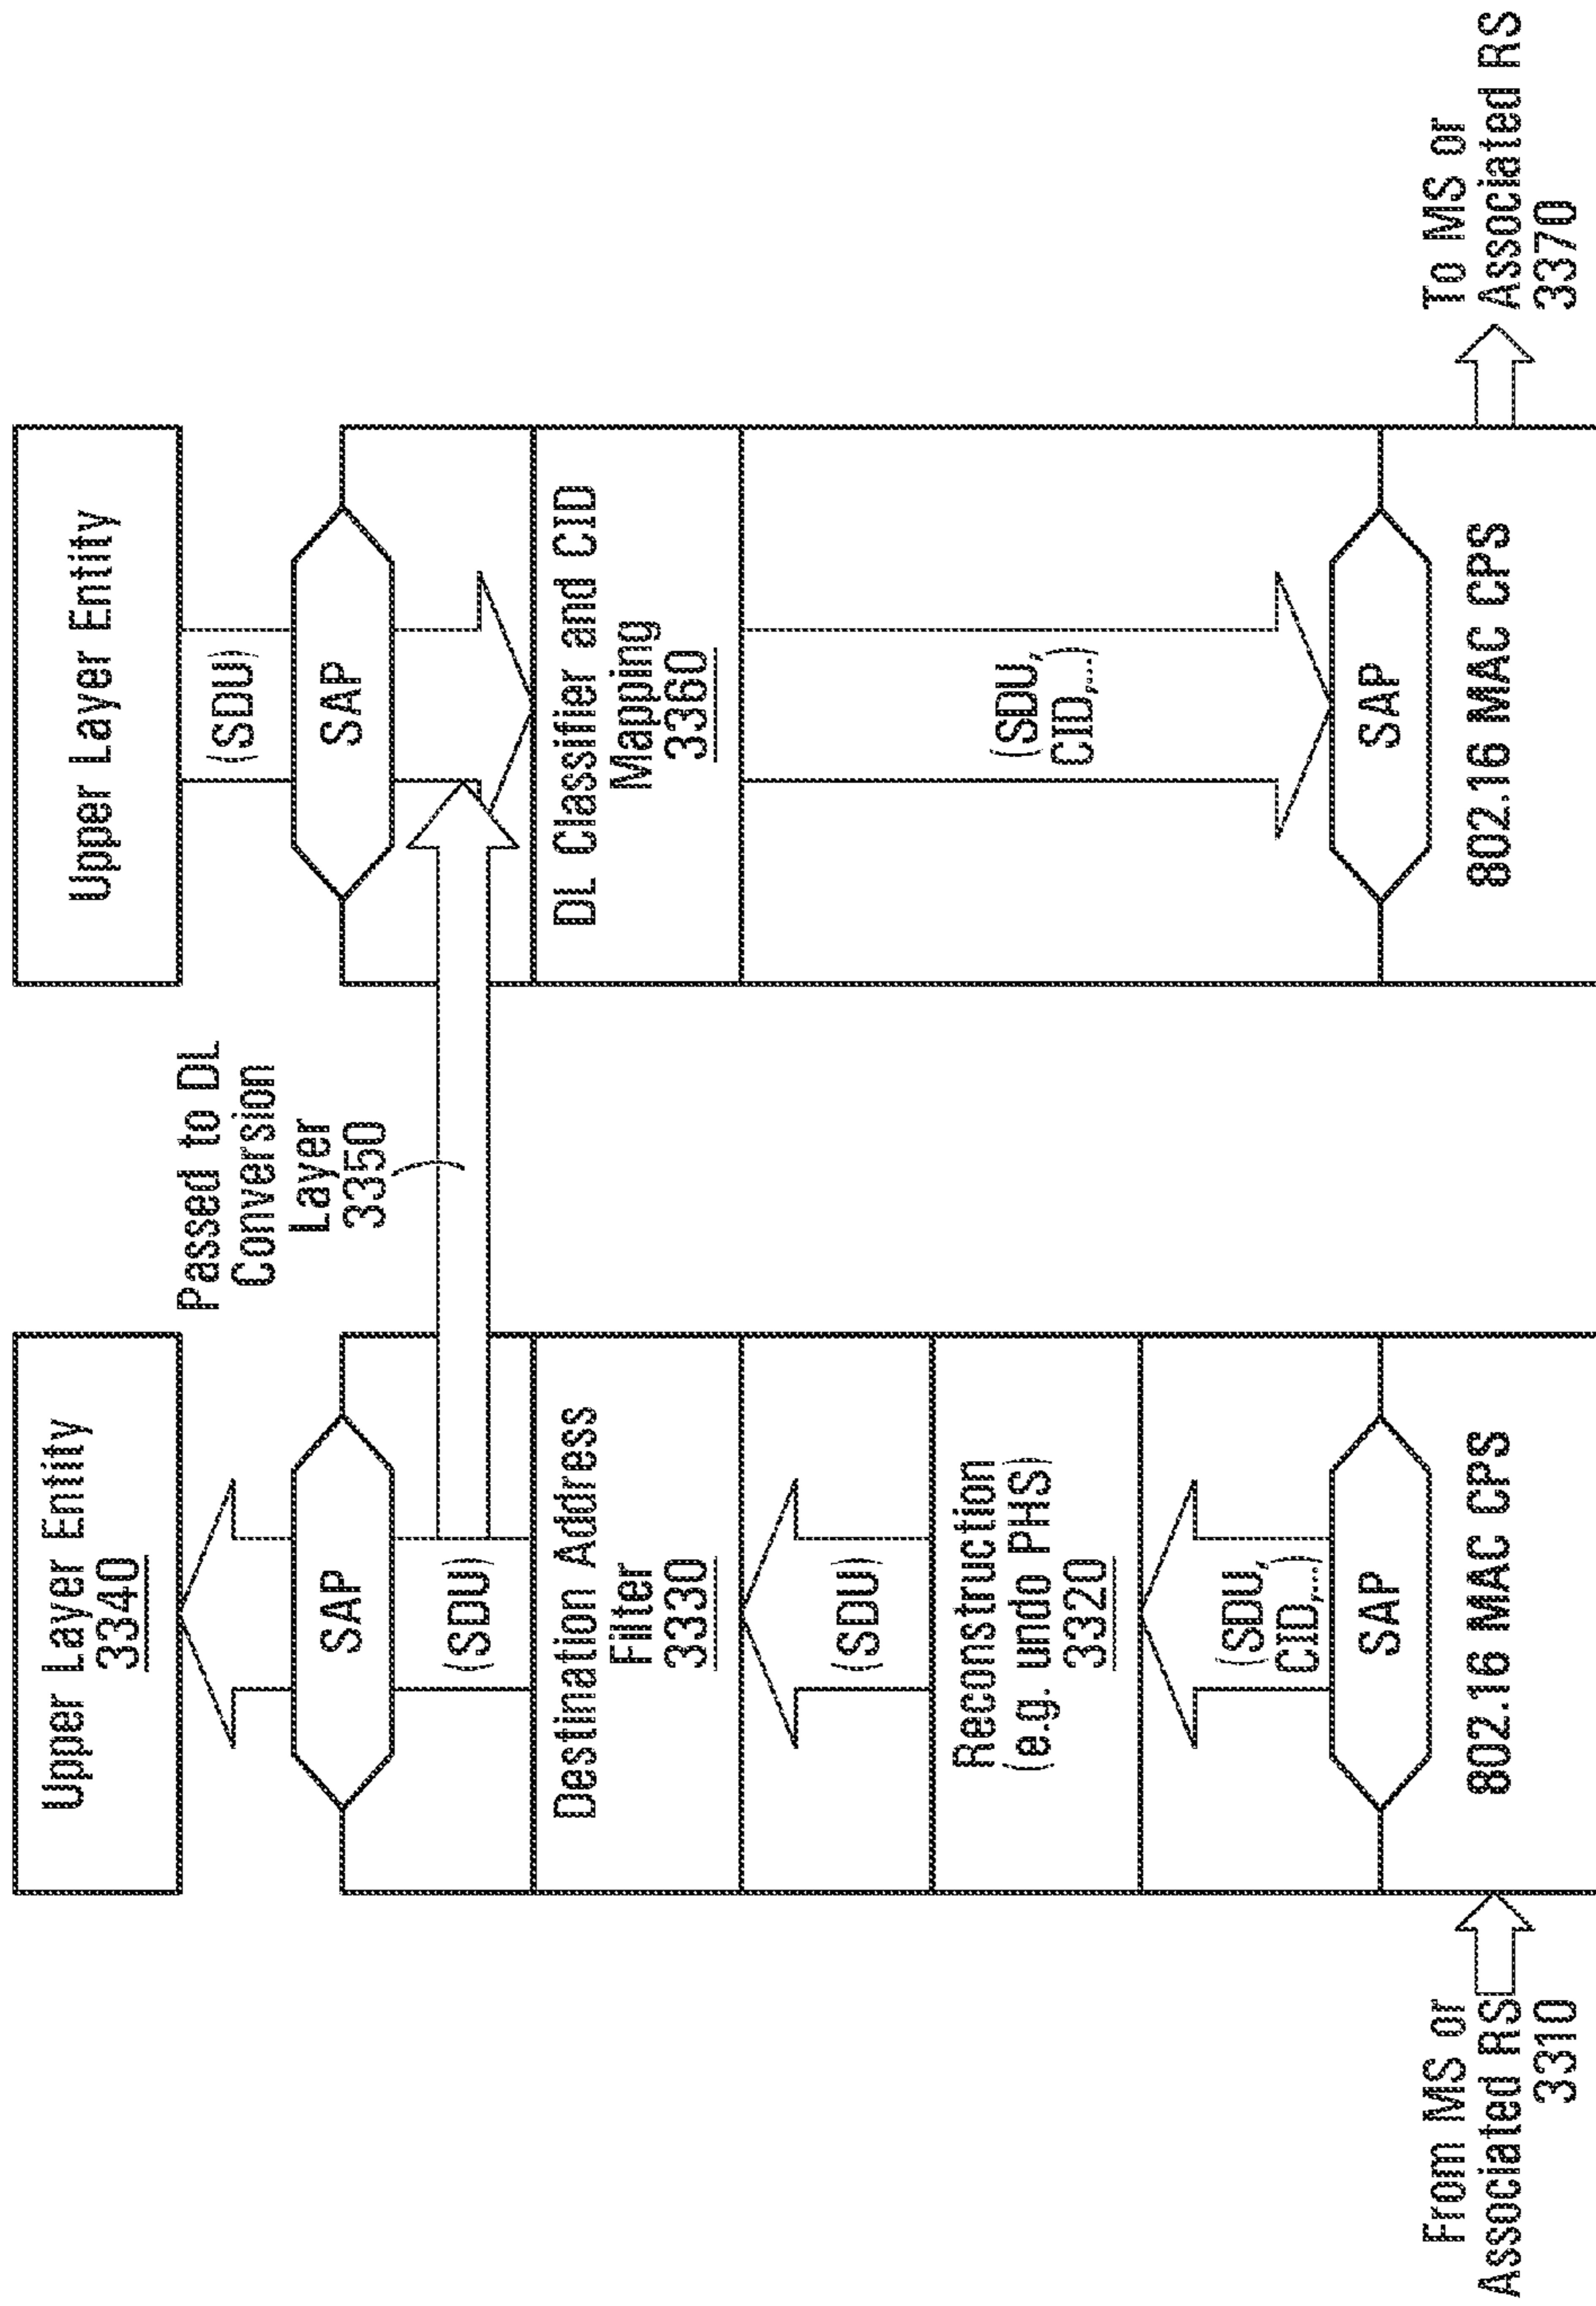 Upper Layer Entity
3340
SAP
(SDU)
Destination Address
Filter
3330
(SDU)
Reconstruction
(e.g. undo PHS)
3320
(SDU,
CID,...)
SAP
802.16 MAC CPS
From MS or
Associated RS
3310
Passed to DL
Conversion
Layer
3350
Upper Layer Entity
(SDU)
SAP
DL Classifier and CID
Mapping
3360
(SDU,
CID,...)
SAP
802.16 MAC CPS
To MS or
Associated RS
3370